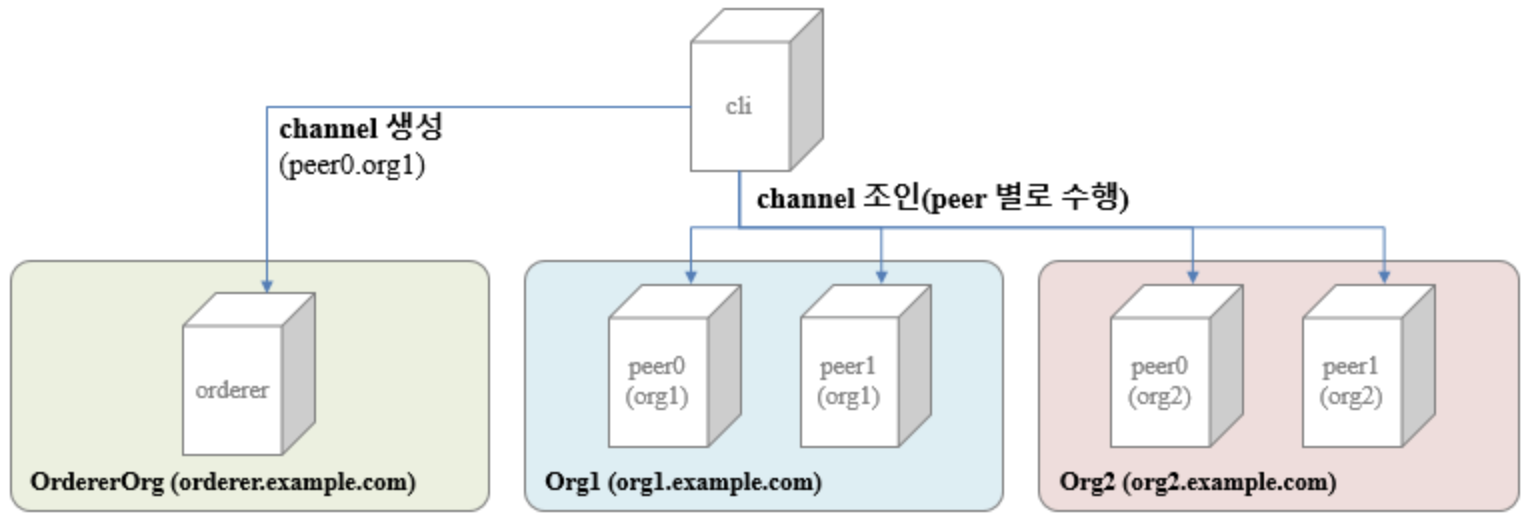 cli
channel 생성
(peer0.org1)
channel 조인(peer 별로 수행)
orderer
OrdererOrg (orderer.example.com)
peer0
(org1)
peer1
(org1)
Org1 (org1.example.com)
peer0
(org2)
peer1
(org2)
Org2 (org2.example.com)